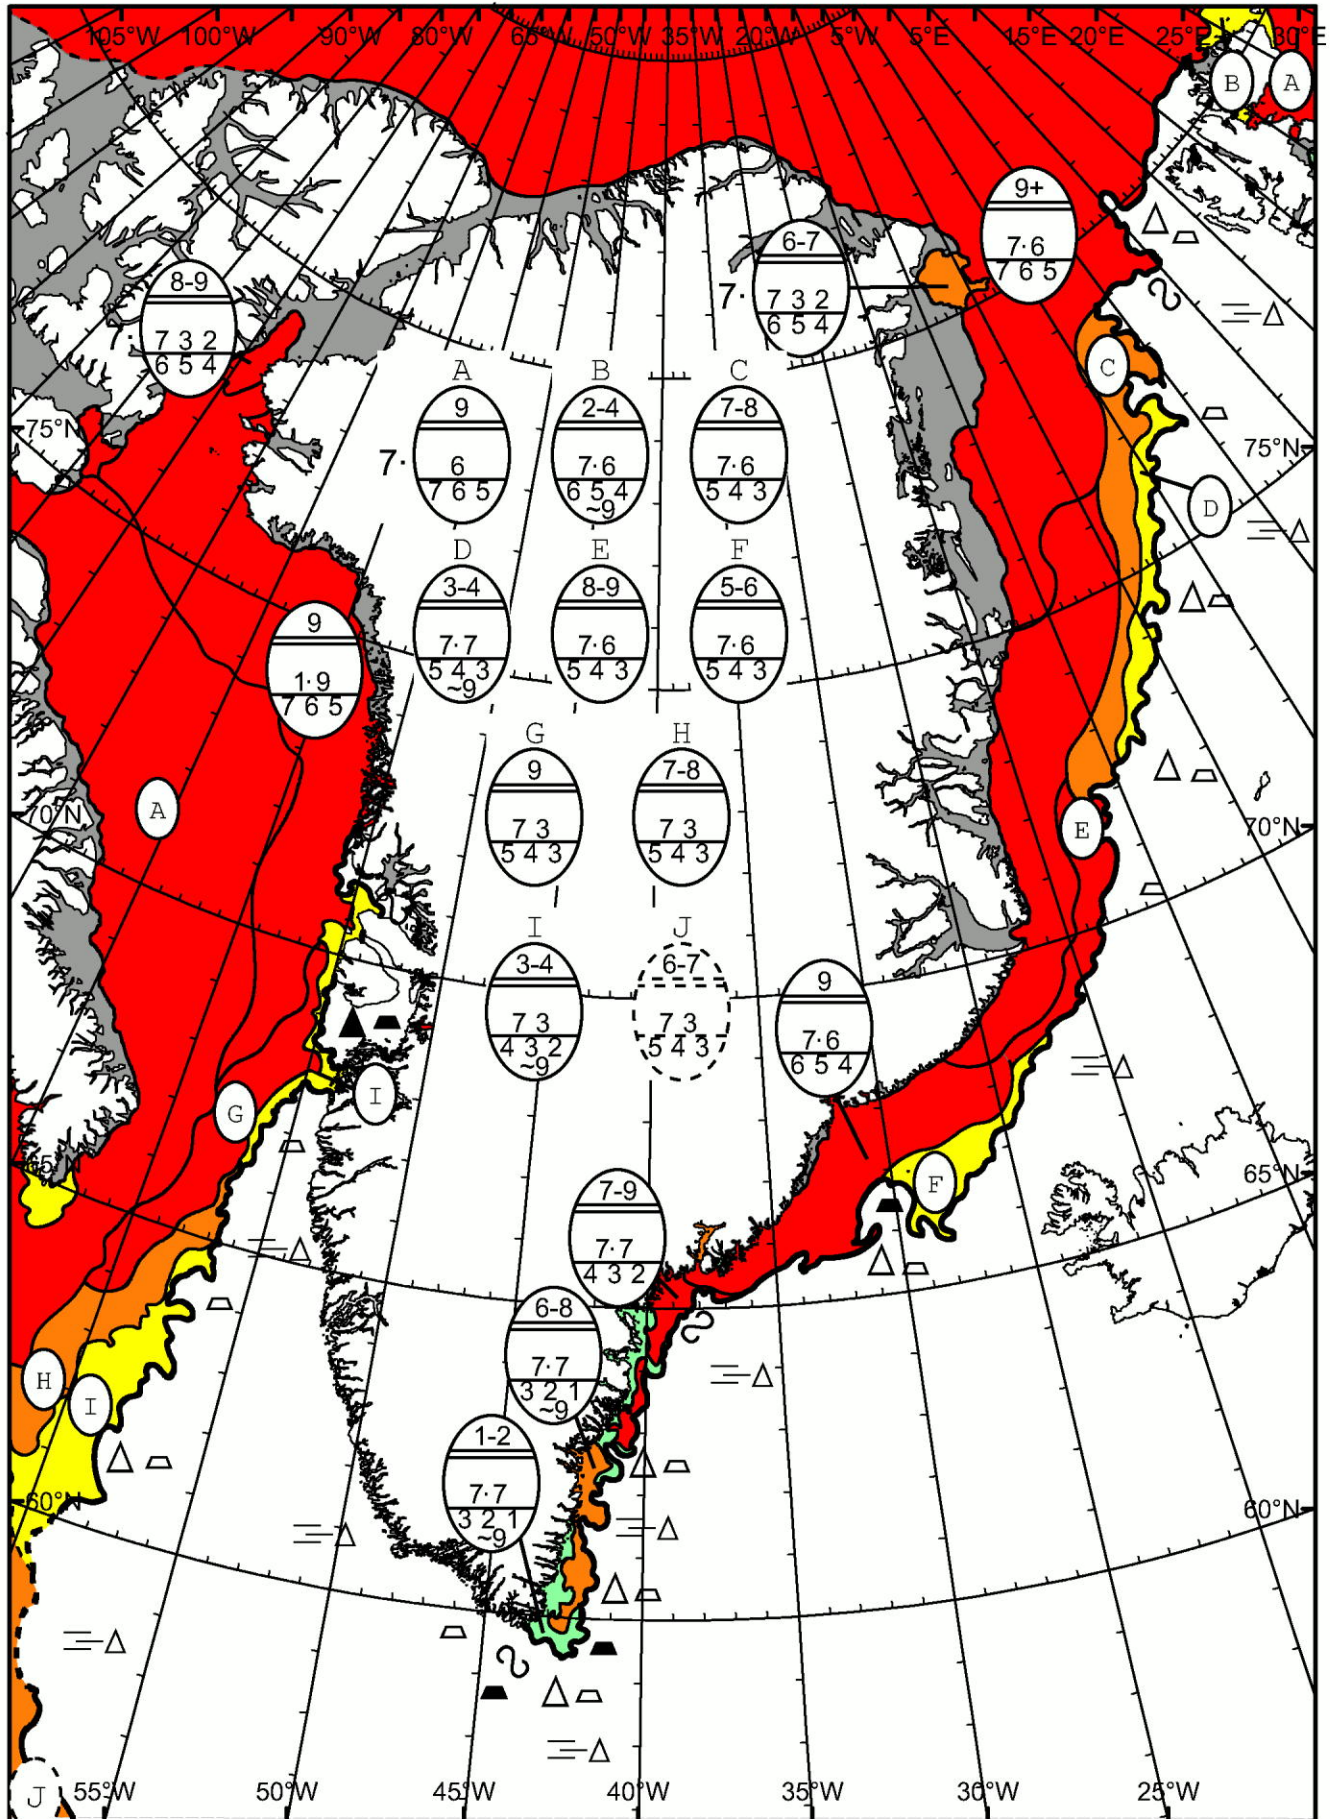 105°W 100°W 90°W 80°W 65°W 50°W 35°W 20°W 5°W 5°E 15°E 20°E 25°E 30°E
B A
9+
7·6
7 6 5
6-7
7· 7 3 2
6 5 4
8-9
7 3 2
6 5 4
C
A B C
9 2-4 7-8
7· 6 7·6 7·6
7 6 5 6 5 4 5 4 3
~9
75°N 75°N
D
D E F
3-4 8-9 5-6
7·7 7·6 7·6
5 4 3 5 4 3 5 4 3
~9
9
1·9
7 6 5
G H
9 7-8
7 3 7 3
5 4 3 5 4 3
A
70°N 70°N
E
I J
3-4 6-7
7 3 7 3
4 3 2 5 4 3
~9
9
7·6
6 5 4
G I
65°N 65°N
F
7-9
7·7
4 3 2
6-8
7·7
3 2 1
~9
H I
1-2
7·7
3 2 1
~9
60°N 60°N
J
55°W 50°W 45°W 40°W 35°W 30°W 25°W